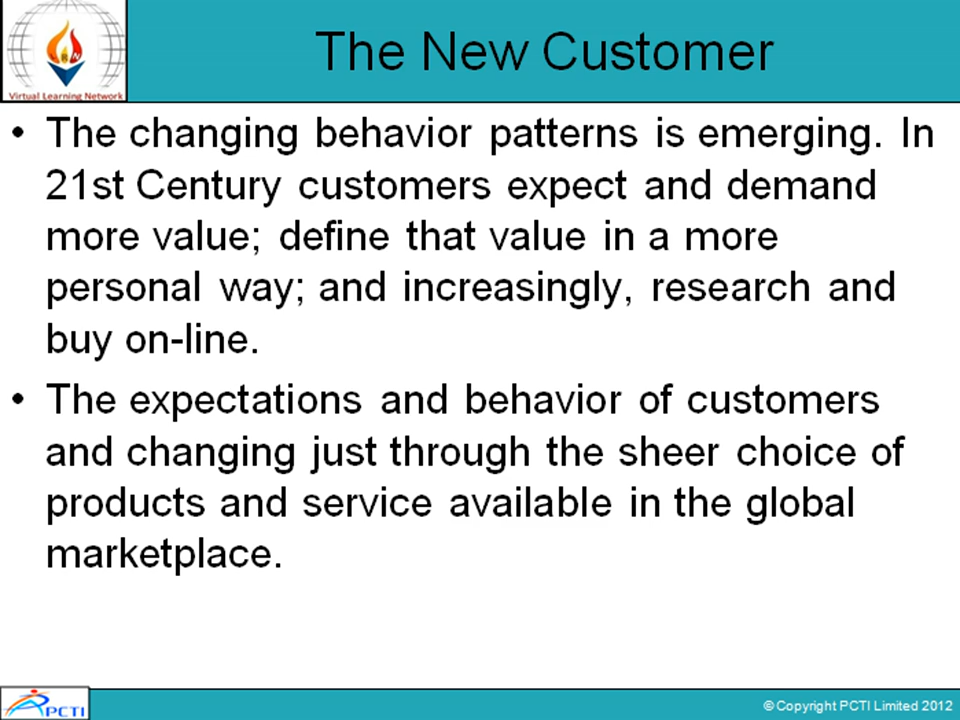 The New Customer
Virtual Learning Network
• The changing behavior patterns is emerging. In
21st Century customers expect and demand
more value; define that value in a more
personal way; and increasingly, research and
buy on-line.
• The expectations and behavior of customers
and changing just through the sheer choice of
products and service available in the global
marketplace.
PCTI
© Copyright PCTI Limited 2012